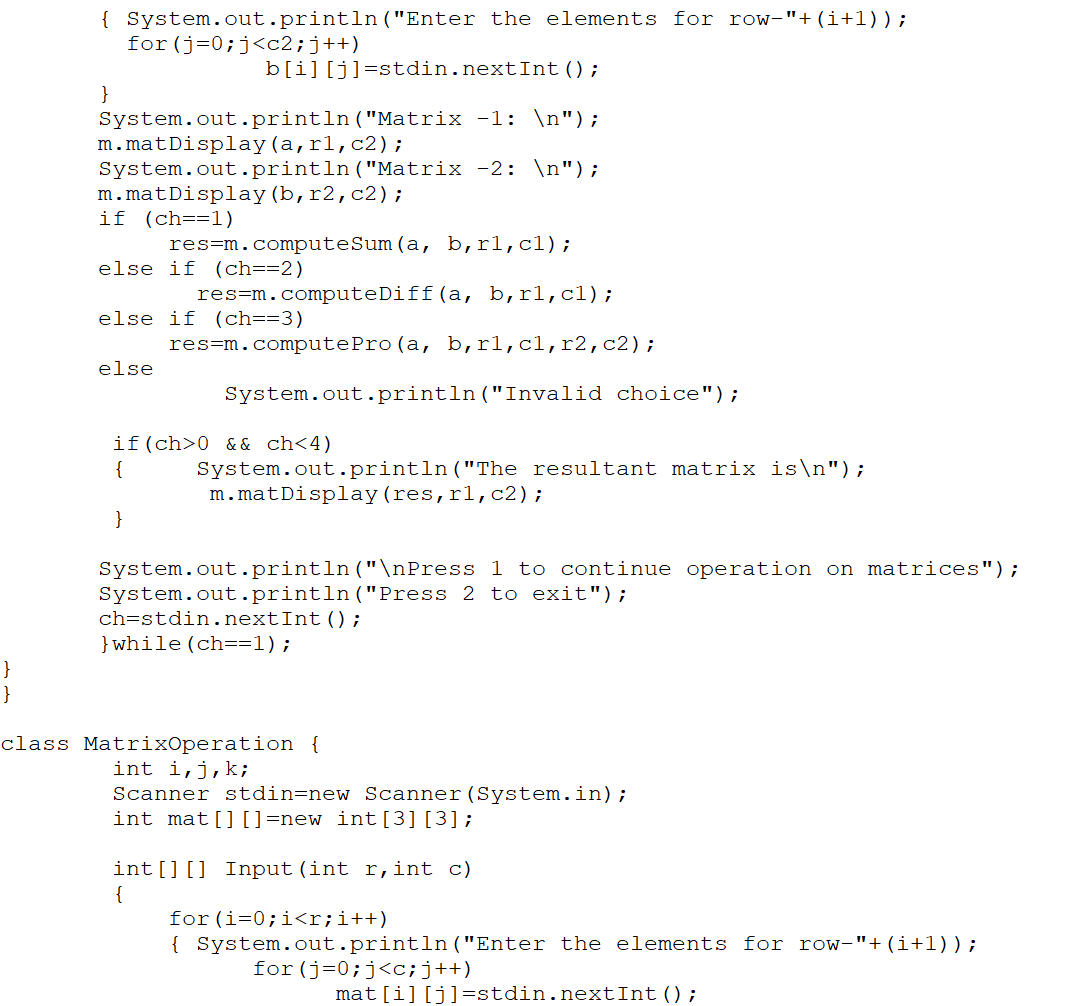 { System.out.println("Enter the elements for row-"+(i+1));
for(j=0;j<c2;j++)
b[i][j]=stdin.nextInt();
}
System.out.println("Matrix -1: \n");
m.matDisplay(a,r1,c2);
System.out.println("Matrix -2: \n");
m.matDisplay(b,r2,c2);
if (ch==1)
res=m.computeSum(a, b,r1,c1);
else if (ch==2)
res=m.computeDiff(a, b,r1,c1);
else if (ch==3)
res=m.computePro(a, b,r1,c1,r2,c2);
else
System.out.println("Invalid choice");
if(ch>0 && ch<4)
{ System.out.println("The resultant matrix is\n");
m.matDisplay(res,r1,c2);
}
System.out.println("\nPress 1 to continue operation on matrices");
System.out.println("Press 2 to exit");
ch=stdin.nextInt();
}while(ch==1);
}
}
class MatrixOperation {
int i,j,k;
Scanner stdin=new Scanner(System.in);
int mat[][]=new int[3][3];
int[][] Input(int r,int c)
{
for(i=0;i<r;i++)
{ System.out.println("Enter the elements for row-"+(i+1));
for(j=0;j<c;j++)
mat[i][j]=stdin.nextInt();